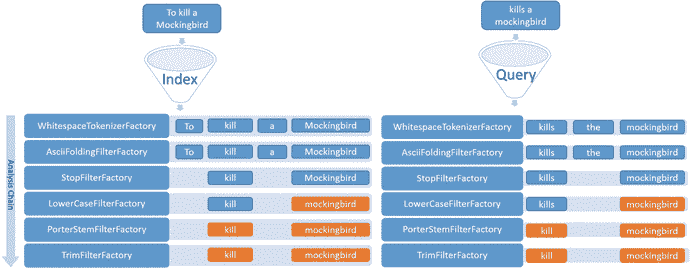 To kill a
Mockingbird
kills a
mockingbird
Index
Query
Analysis Chain
WhitespaceTokenizerFactory To kill a Mockingbird
AsciiFoldingFilterFactory To kill a Mockingbird
StopFilterFactory kill Mockingbird
LowerCaseFilterFactory kill mockingbird
PorterStemFilterFactory kill mockingbird
TrimFilterFactory kill mockingbird
WhitespaceTokenizerFactory kills the mockingbird
AsciiFoldingFilterFactory kills the mockingbird
StopFilterFactory kills mockingbird
LowerCaseFilterFactory kills mockingbird
PorterStemFilterFactory kill mockingbird
TrimFilterFactory kill mockingbird